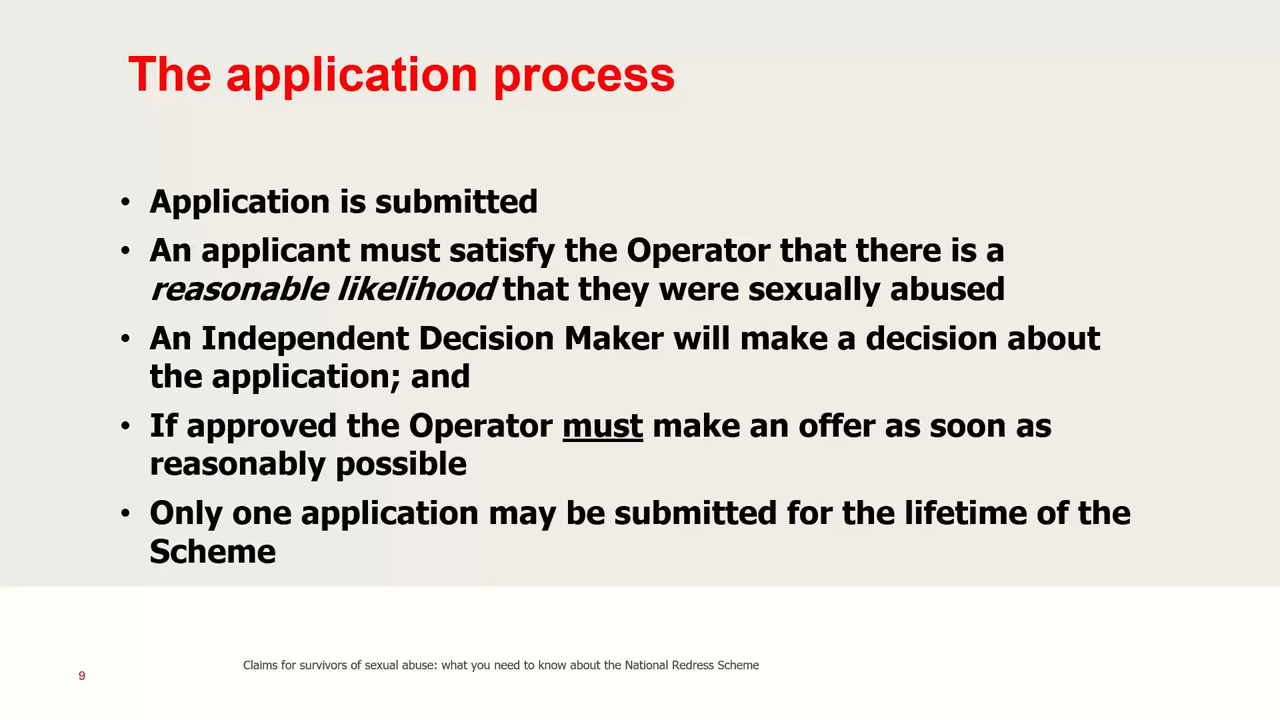 The application process
• Application is submitted
• An applicant must satisfy the Operator that there is a
reasonable likelihood that they were sexually abused
• An Independent Decision Maker will make a decision about
the application; and
• If approved the Operator must make an offer as soon as
reasonably possible
• Only one application may be submitted for the lifetime of the
Scheme
Claims for survivors of sexual abuse: what you need to know about the National Redress Scheme
9